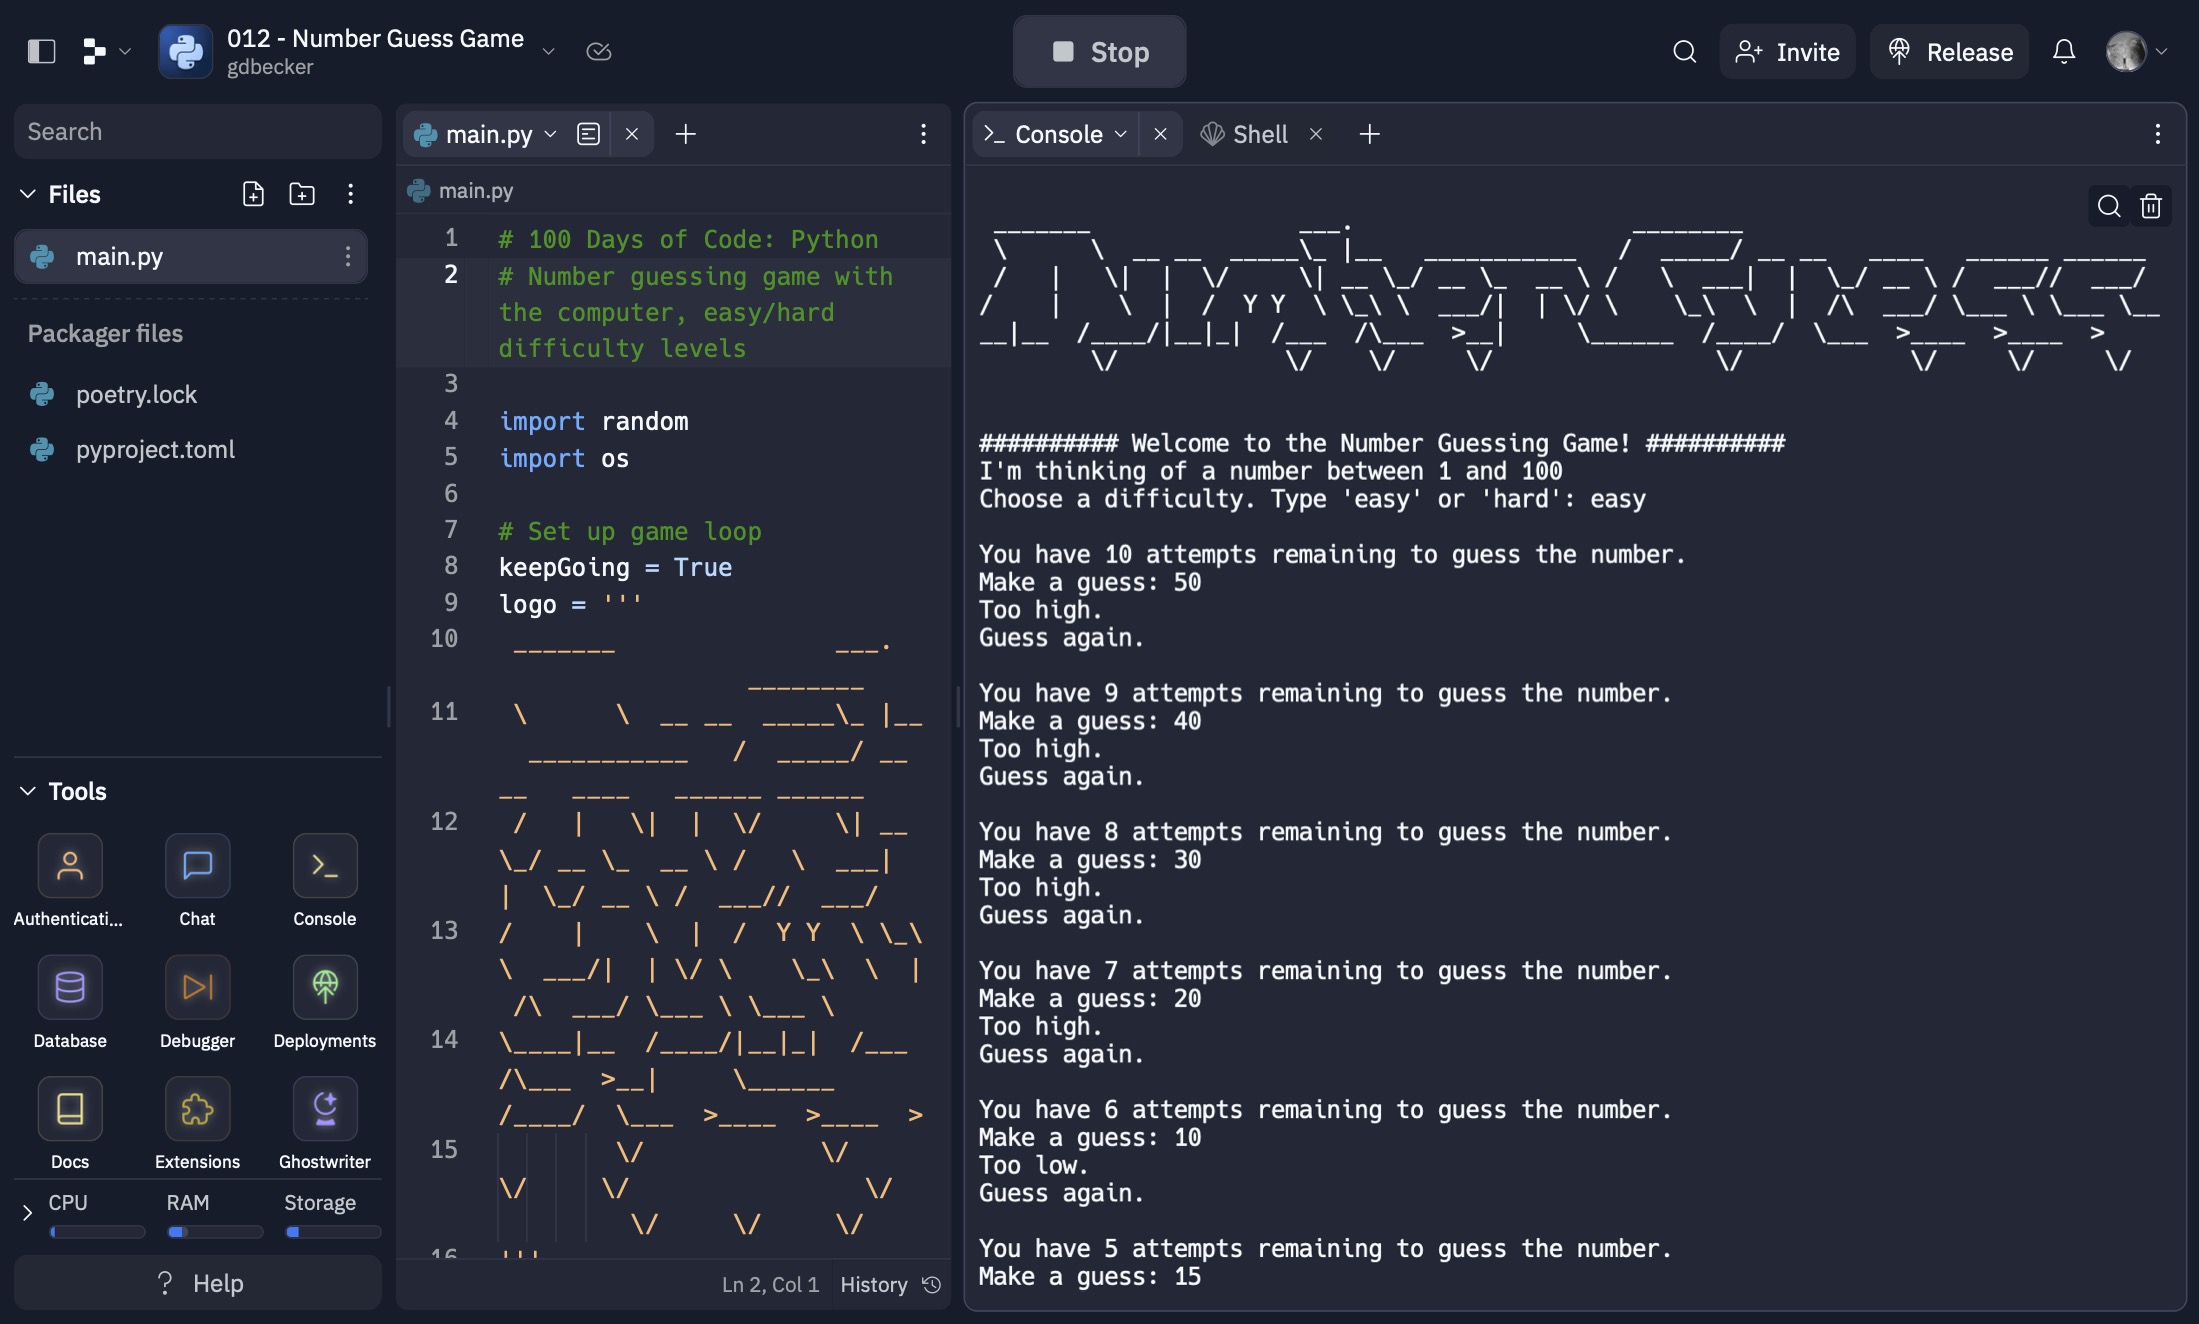 012 - Number Guess Game
gdbecker
Stop
Invite
Release
Search
Files
main.py
Packager files
poetry.lock
pyproject.toml
Tools
Authenticati...
Chat
Console
Database
Debugger
Deployments
Docs
Extensions
Ghostwriter
CPU
RAM
Storage
? Help
main.py
main.py
1 # 100 Days of Code: Python
2 # Number guessing game with
the computer, easy/hard
difficulty levels
3
4 import random
5 import os
6
7 # Set up game loop
8 keepGoing = True
9 logo = '''
10
11
12
13
14
15
16 '''
Ln 2, Col 1
History
>_ Console
Shell
########## Welcome to the Number Guessing Game! ##########
I'm thinking of a number between 1 and 100
Choose a difficulty. Type 'easy' or 'hard': easy
You have 10 attempts remaining to guess the number.
Make a guess: 50
Too high.
Guess again.
You have 9 attempts remaining to guess the number.
Make a guess: 40
Too high.
Guess again.
You have 8 attempts remaining to guess the number.
Make a guess: 30
Too high.
Guess again.
You have 7 attempts remaining to guess the number.
Make a guess: 20
Too high.
Guess again.
You have 6 attempts remaining to guess the number.
Make a guess: 10
Too low.
Guess again.
You have 5 attempts remaining to guess the number.
Make a guess: 15